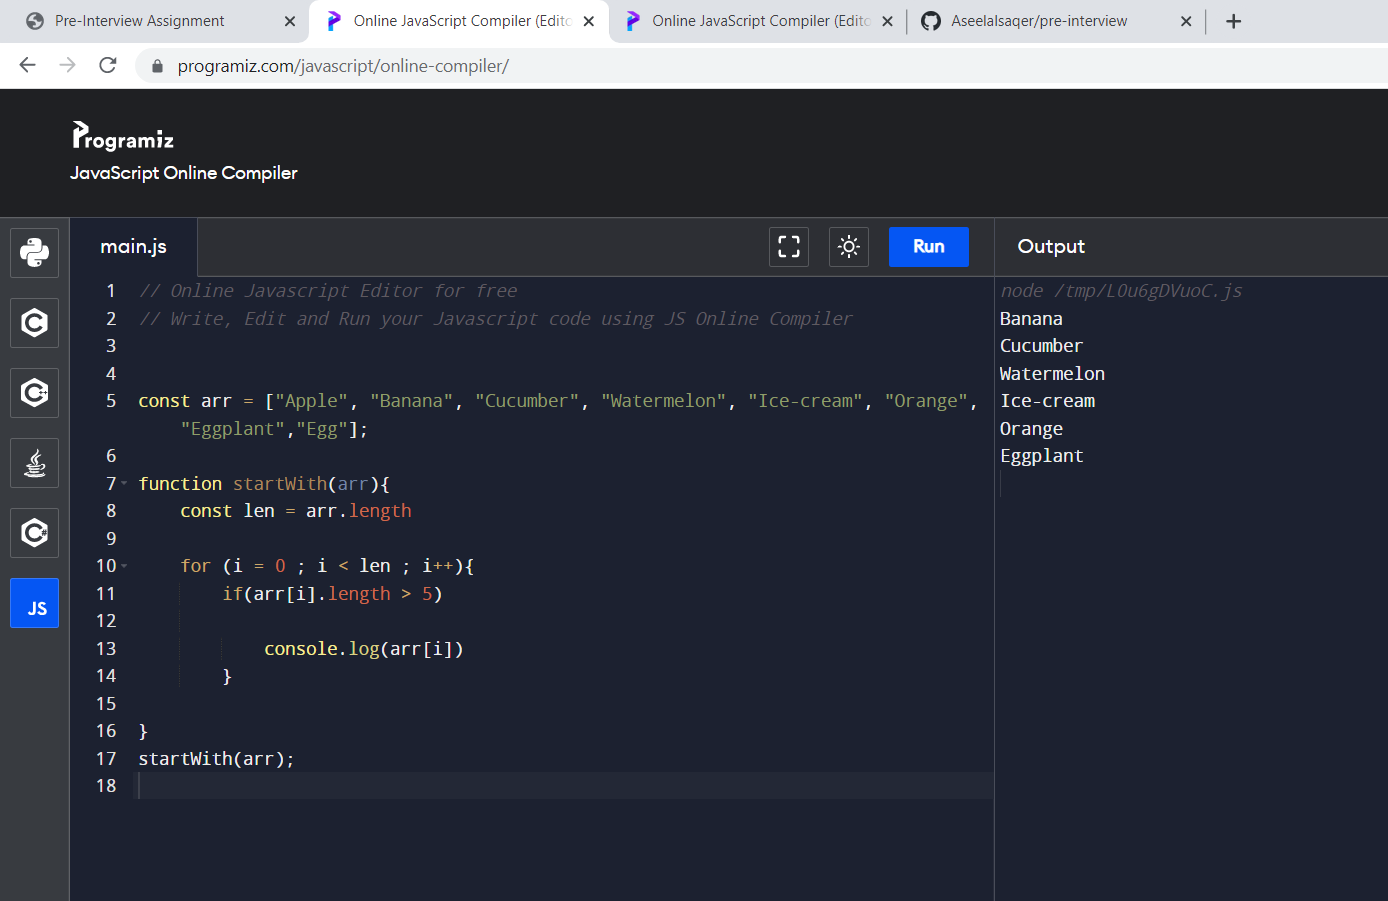 Pre-Interview Assignment
Online JavaScript Compiler (Edito
Online JavaScript Compiler (Edito
Aseelalsaqer/pre-interview
programiz.com/javascript/online-compiler/
Programiz
JavaScript Online Compiler
main.js
Run
Output
1 // Online Javascript Editor for free
2 // Write, Edit and Run your Javascript code using JS Online Compiler
3
4
5 const arr = ["Apple", "Banana", "Cucumber", "Watermelon", "Ice-cream", "Orange",
"Eggplant","Egg"];
6
7 function startWith(arr){
8 const len = arr.length
9
10 for (i = 0 ; i < len ; i++){
11 if(arr[i].length > 5)
12
13 console.log(arr[i])
14 }
15
16 }
17 startWith(arr);
18
node /tmp/LOu6gDVuoC.js
Banana
Cucumber
Watermelon
Ice-cream
Orange
Eggplant
C
C++
C#
JS